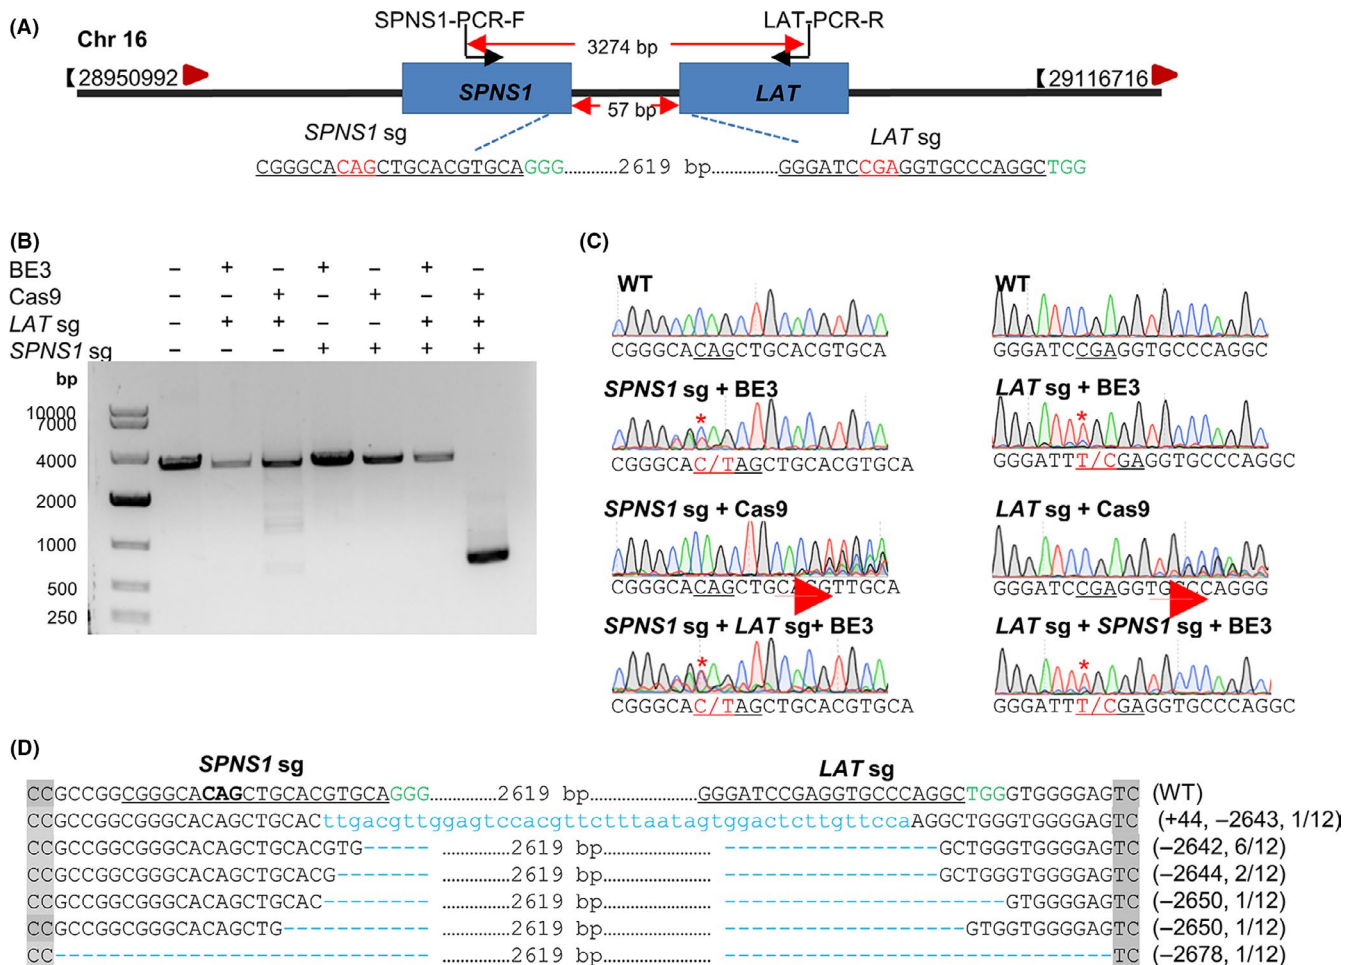 (A)
SPNS1-PCR-F
LAT-PCR-R
Chr 16
3274 bp
28950992
29116716
SPNS1
LAT
57 bp
SPNS1 sg
LAT sg
CGGGCACAGCTGCACGTGCAGGG............2619 bp..............GGGATCCGAGGTGCCCAGGCTGG
(B)
BE3 – + – + – + –
Cas9 – – + – + – +
LAT sg – + + – – + +
SPNS1 sg – – – + + + +
bp
10000
7000
4000
2000
1000
500
250
(C)
WT
CGGGCACAGCTGCACGTGCA
WT
GGGATCCGAGGTGCCCAGGC
SPNS1 sg + BE3
*
CGGGCAC/TAGCTGCACGTGCA
LAT sg + BE3
*
GGGATTT/CGAGGTGCCCAGGC
SPNS1 sg + Cas9
CGGGCACAGCTGCA GTTGCA
LAT sg + Cas9
GGGATCCGAGGTG CCAGGG
SPNS1 sg + LAT sg+ BE3
*
CGGGCAC/TAGCTGCACGTGCA
LAT sg + SPNS1 sg + BE3
*
GGGATTT/CGAGGTGCCCAGGC
(D)
SPNS1 sg
LAT sg
CCGCCGGCGGGCACAGCTGCACGTGCAGGG..............2619 bp......................GGGATCCGAGGTGCCCAGGCTGGGTGGGGAGTC (WT)
CCGCCGGCGGGCACAGCTGCACttgacgttggagtccacgttctttaatagtggactcttgttccaAGGCTGGGTGGGGAGTC (+44, –2643, 1/12)
CCGCCGGCGGGCACAGCTGCACGTG----- ..............2619 bp...................... ----------------GCTGGGTGGGGAGTC (–2642, 6/12)
CCGCCGGCGGGCACAGCTGCACG------- ..............2619 bp...................... ----------------GCTGGGTGGGGAGTC (–2644, 2/12)
CCGCCGGCGGGCACAGCTGCAC-------- ..............2619 bp...................... ---------------------GTGGGGAGTC (–2650, 1/12)
CCGCCGGCGGGCACAGCTG----------- ..............2619 bp...................... ------------------GTGGTGGGGAGTC (–2650, 1/12)
CC---------------------------- ..............2619 bp...................... -----------------------------TC (–2678, 1/12)